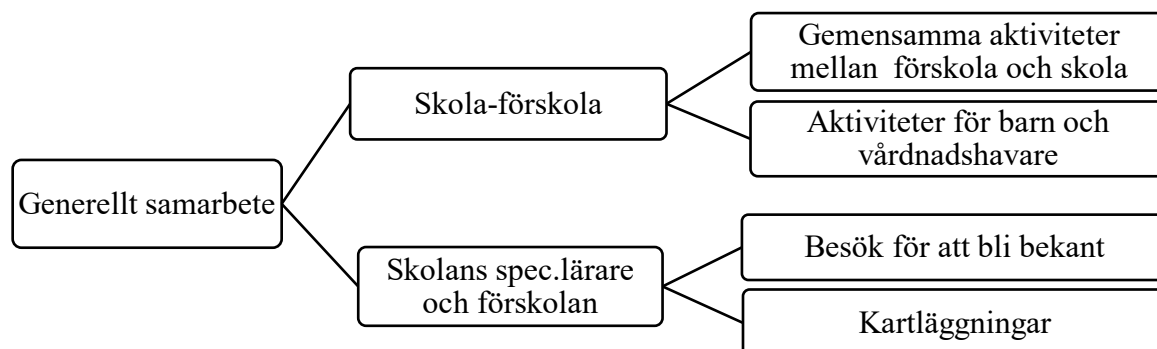 Generellt samarbete
Skola-förskola
Gemensamma aktiviteter
mellan förskola och skola
Aktiviteter för barn och
vårdnadshavare
Skolans spec.lärare
och förskolan
Besök för att bli bekant
Kartläggningar